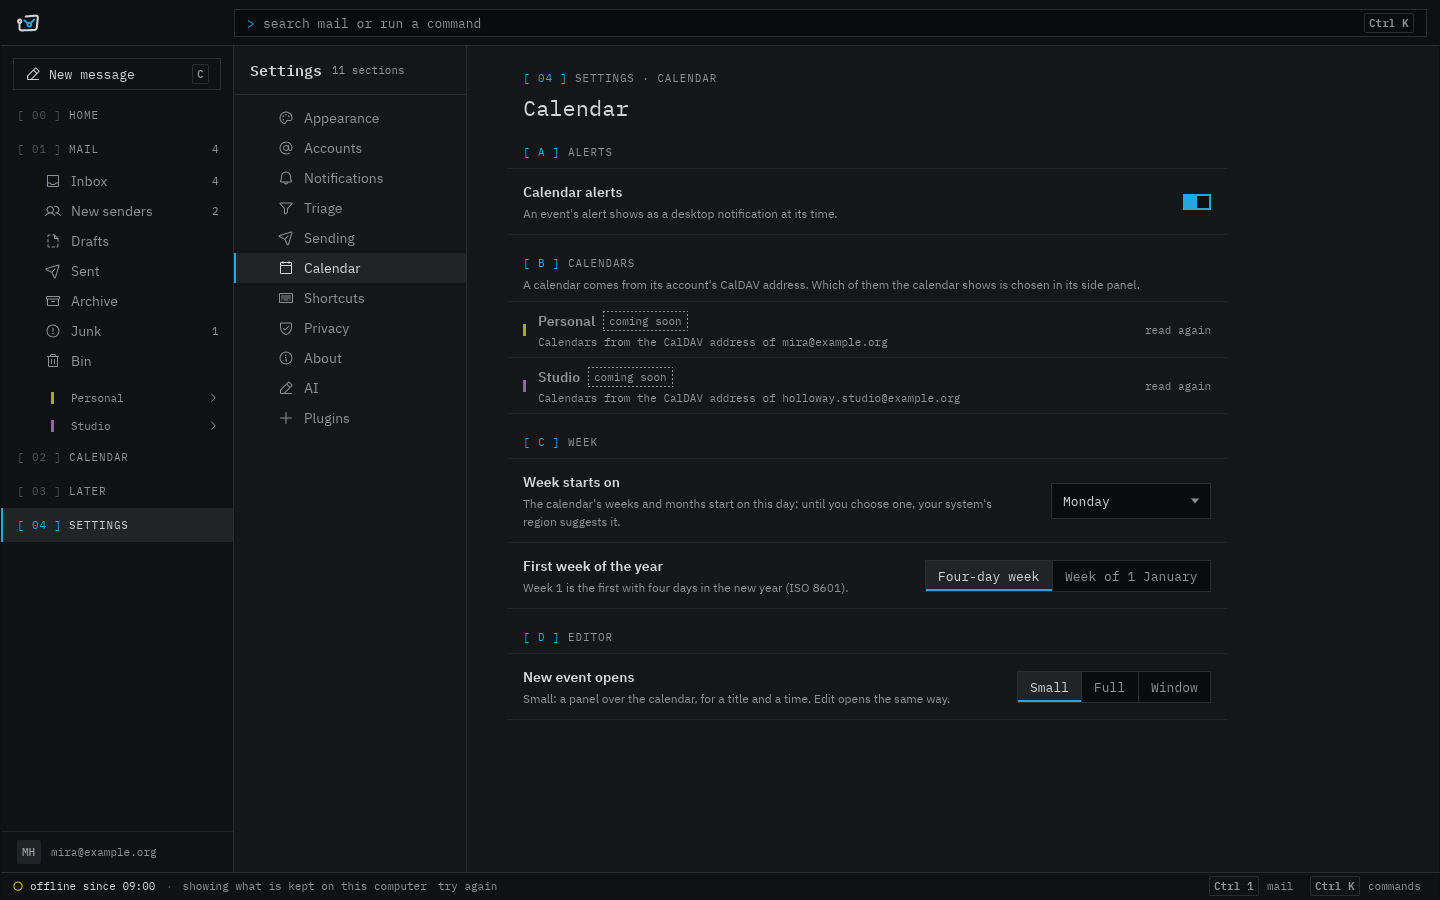 > search mail or run a command
Ctrl K
New message
C
[ 00 ] HOME
[ 01 ] MAIL 4
Inbox 4
New senders 2
Drafts
Sent
Archive
Junk 1
Bin
Personal
Studio
[ 02 ] CALENDAR
[ 03 ] LATER
[ 04 ] SETTINGS
MH mira@example.org
Settings 11 sections
Appearance
Accounts
Notifications
Triage
Sending
Calendar
Shortcuts
Privacy
About
AI
Plugins
[ 04 ] SETTINGS · CALENDAR
Calendar
[ A ] ALERTS
Calendar alerts
An event's alert shows as a desktop notification at its time.
[ B ] CALENDARS
A calendar comes from its account's CalDAV address. Which of them the calendar shows is chosen in its side panel.
Personal coming soon
Calendars from the CalDAV address of mira@example.org
read again
Studio coming soon
Calendars from the CalDAV address of holloway.studio@example.org
read again
[ C ] WEEK
Week starts on
The calendar's weeks and months start on this day; until you choose one, your system's
region suggests it.
Monday
First week of the year
Week 1 is the first with four days in the new year (ISO 8601).
Four-day week Week of 1 January
[ D ] EDITOR
New event opens
Small: a panel over the calendar, for a title and a time. Edit opens the same way.
Small Full Window
offline since 09:00 · showing what is kept on this computer try again
Ctrl 1 mail Ctrl K commands